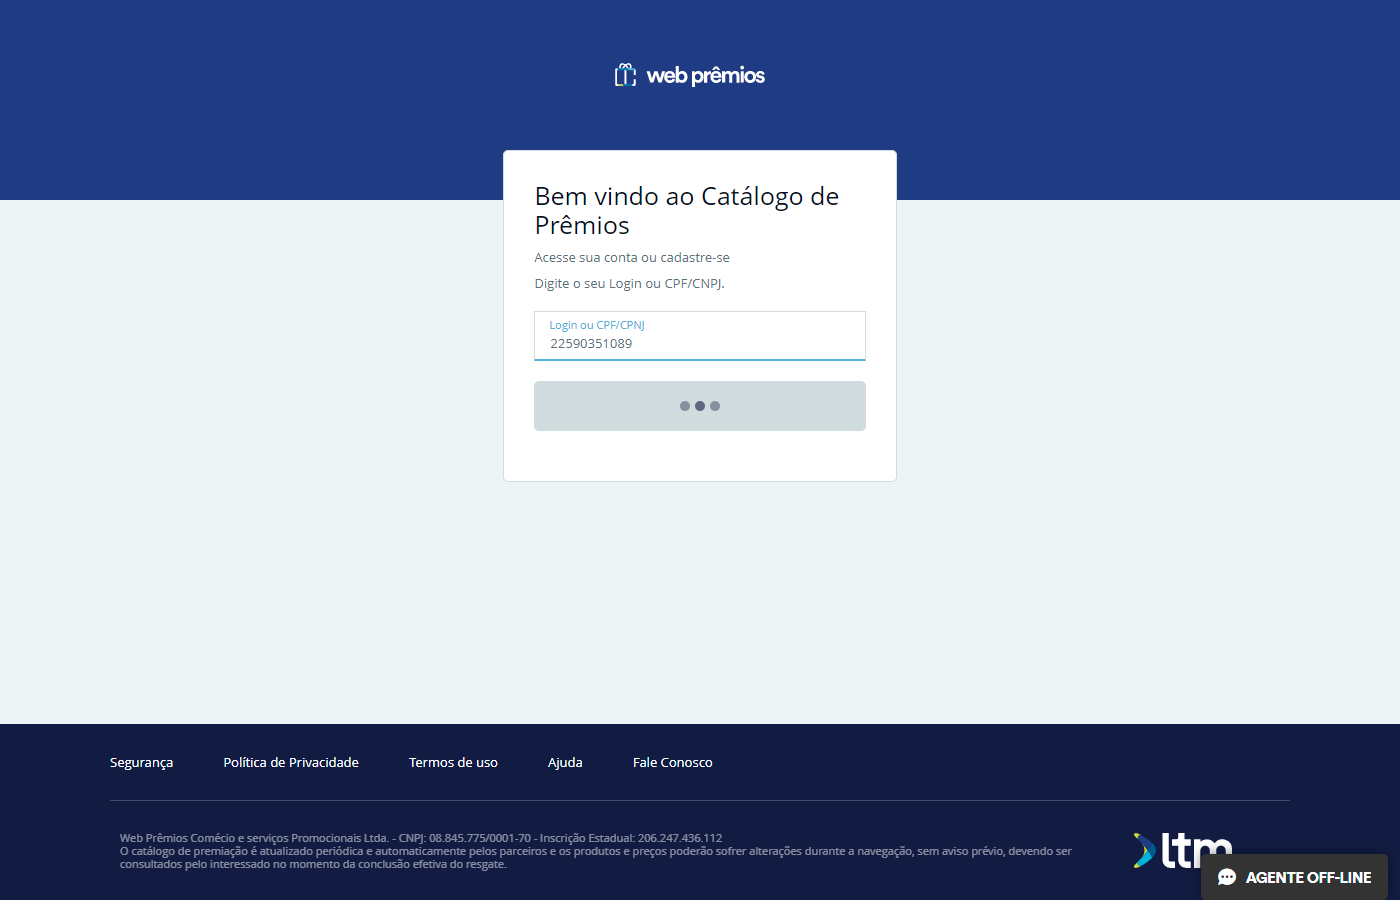 web prêmios
Bem vindo ao Catálogo de
Prêmios
Acesse sua conta ou cadastre-se
Digite o seu Login ou CPF/CNPJ.
Login ou CPF/CPNJ
22590351089
Segurança
Política de Privacidade
Termos de uso
Ajuda
Fale Conosco
Web Prêmios Comécio e serviços Promocionais Ltda. - CNPJ: 08.845.775/0001-70 - Inscrição Estadual: 206.247.436.112
O catálogo de premiação é atualizado periódica e automaticamente pelos parceiros e os produtos e preços poderão sofrer alterações durante a navegação, sem aviso prévio, devendo ser
consultados pelo interessado no momento da conclusão efetiva do resgate.
ltm
AGENTE OFF-LINE